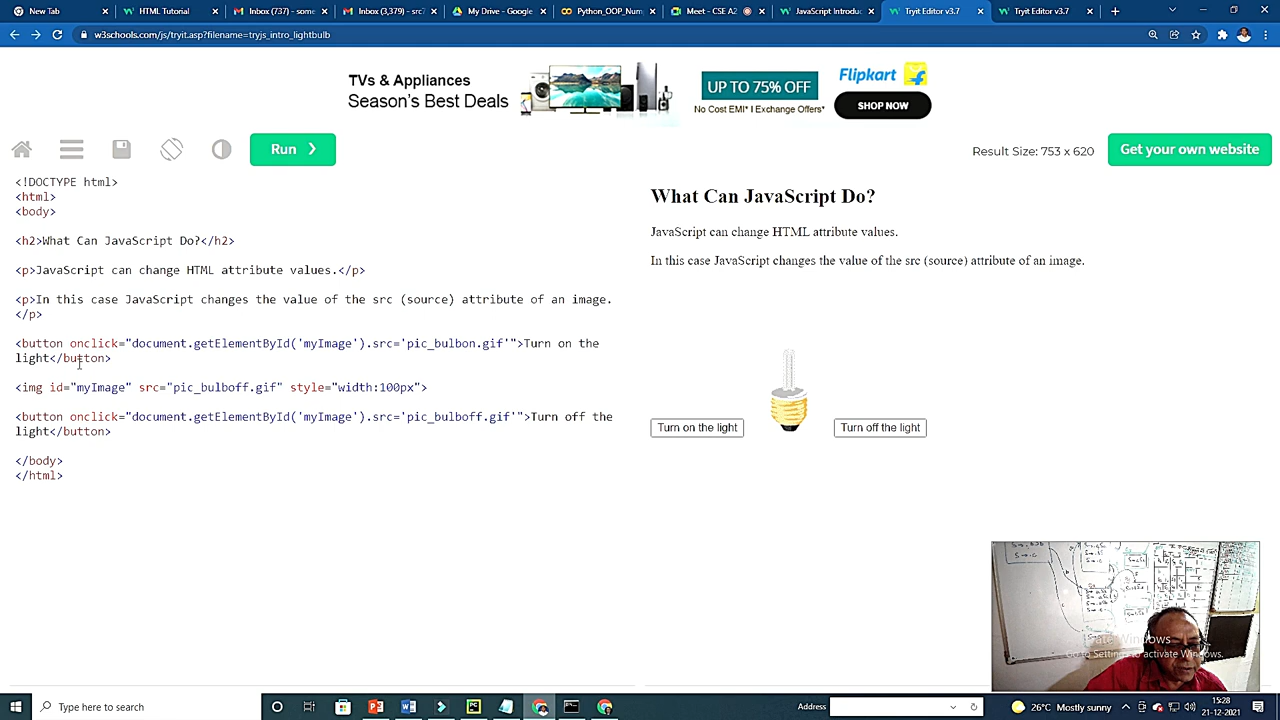 New Tab
HTML Tutorial
Inbox (737) - some
Inbox (3,379) - src7
My Drive - Google
Python_OOP_Num
Meet - CSE A2
JavaScript Introduc
Tryit Editor v3.7
Tryit Editor v3.7
w3schools.com/js/tryit.asp?filename=tryjs_intro_lightbulb
TVs & Appliances
Season's Best Deals
UP TO 75% OFF
No Cost EMI* I Exchange Offers*
Flipkart
SHOP NOW
Run
Result Size: 753 x 620
Get your own website
<!DOCTYPE html>
<html>
<body>
<h2>What Can JavaScript Do?</h2>
<p>JavaScript can change HTML attribute values.</p>
<p>In this case JavaScript changes the value of the src (source) attribute of an image.
</p>
<button onclick="document.getElementById('myImage').src='pic_bulbon.gif'">Turn on the
light</button>
<img id="myImage" src="pic_bulboff.gif" style="width:100px">
<button onclick="document.getElementById('myImage').src='pic_bulboff.gif'">Turn off the
light</button>
</body>
</html>
What Can JavaScript Do?
JavaScript can change HTML attribute values.
In this case JavaScript changes the value of the src (source) attribute of an image.
Turn on the light
Turn off the light
Windows
Go to Settings to activate Windows.
Type here to search
Address
26°C Mostly sunny
15:28
21-12-2021